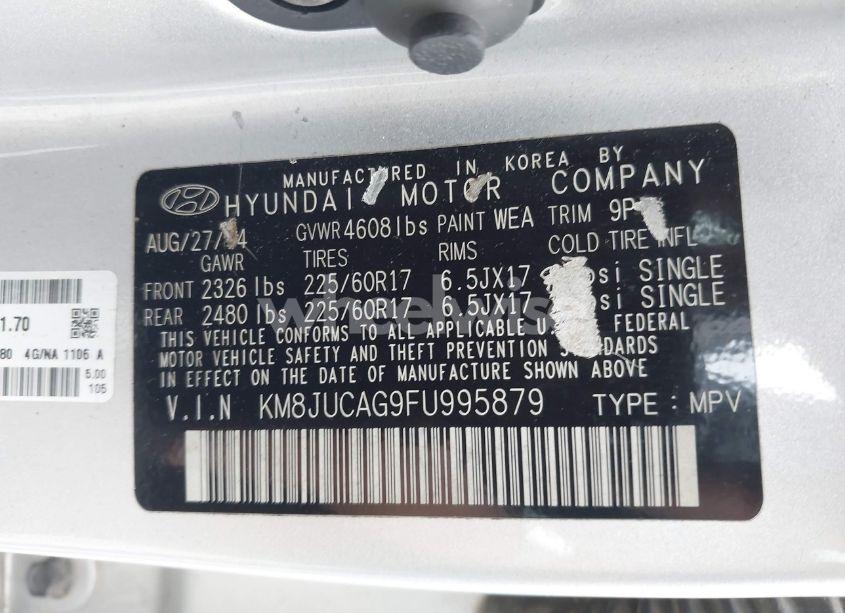 MANUFACTURED IN KOREA BY
HYUNDAI MOTOR COMPANY
AUG/27/14 GVWR 4608lbs PAINT WEA TRIM 9P
GAWR TIRES RIMS COLD TIRE INFL
FRONT 2326 lbs 225/60R17 6.5JX17 psi SINGLE
REAR 2480 lbs 225/60R17 6.5JX17 psi SINGLE
THIS VEHICLE CONFORMS TO ALL APPLICABLE U. FEDERAL
MOTOR VEHICLE SAFETY AND THEFT PREVENTION STANDARDS
IN EFFECT ON THE DATE OF MANUFACTURE SHOWN ABOVE.
V.I.N KM8JUCAG9FU995879 TYPE : MPV
1.70
80 4G/NA 1106 A
5.00
105